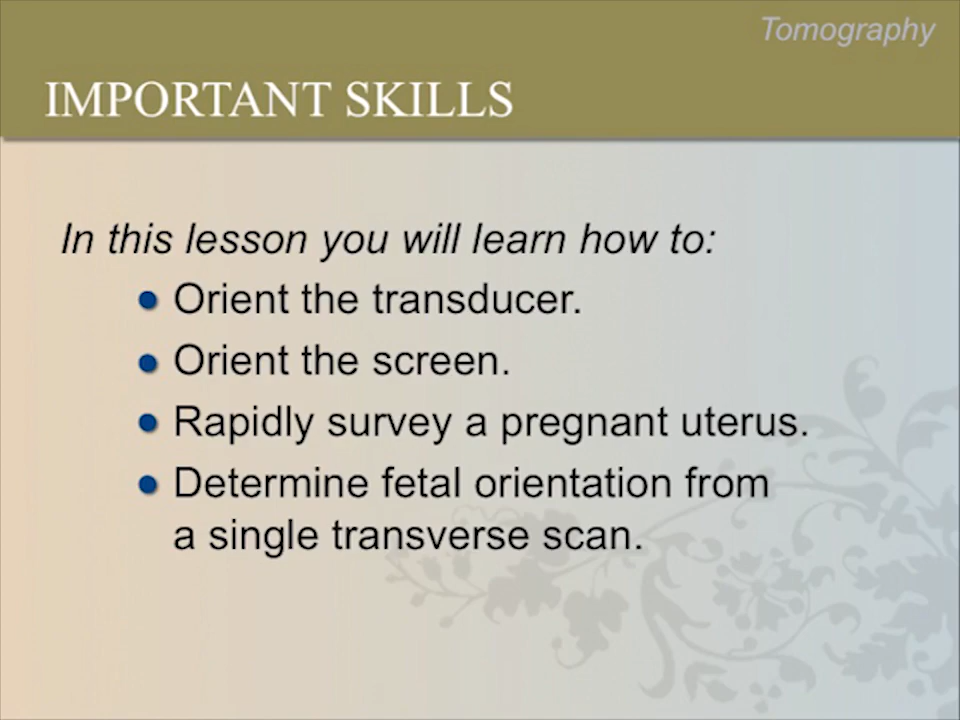 Tomography
IMPORTANT SKILLS
In this lesson you will learn how to:
Orient the transducer.
Orient the screen.
Rapidly survey a pregnant uterus.
Determine fetal orientation from
a single transverse scan.